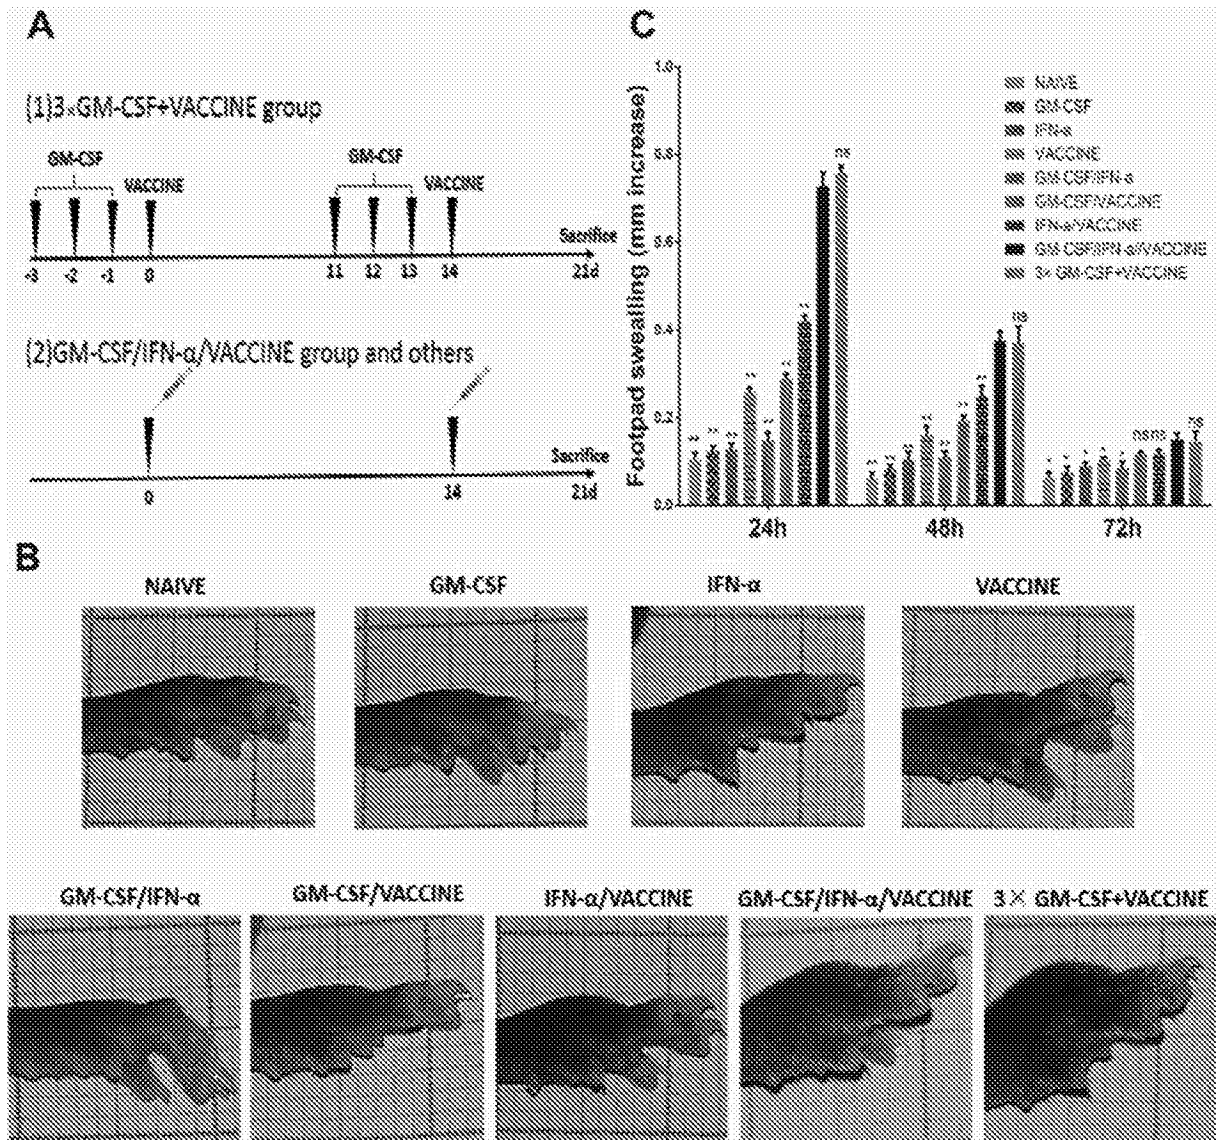 A
(1)3×GM-CSF+VACCINE group
GM-CSF
VACCINE
GM-CSF
VACCINE
Sacrifice
-3 -2 -1 0 11 12 13 14 21d
(2)GM-CSF/IFN-α/VACCINE group and others
Sacrifice
0 14 21d
C
Footpad swealling (mm increase)
1.0
0.8
0.6
0.4
0.2
0.0
NAIVE
GM-CSF
IFN-α
VACCINE
GM-CSF/IFN-α
GM-CSF/VACCINE
IFN-α/VACCINE
GM-CSF/IFN-α/VACCINE
3× GM-CSF+VACCINE
ns
ns
ns ns
ns
24h 48h 72h
B
NAIVE GM-CSF IFN-α VACCINE
GM-CSF/IFN-α GM-CSF/VACCINE IFN-α/VACCINE GM-CSF/IFN-α/VACCINE 3× GM-CSF+VACCINE